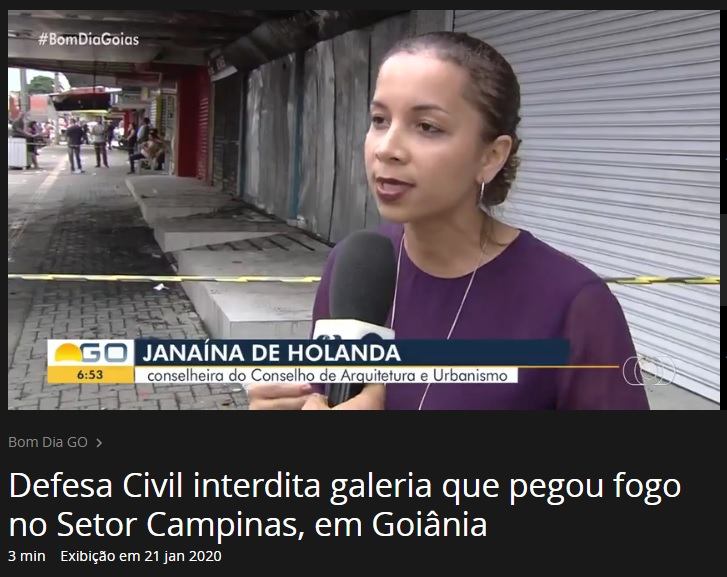 #BomDiaGoias
GO
JANAÍNA DE HOLANDA
6:53
conselheira do Conselho de Arquitetura e Urbanismo
Bom Dia GO >
Defesa Civil interdita galeria que pegou fogo
no Setor Campinas, em Goiânia
3 min Exibição em 21 jan 2020